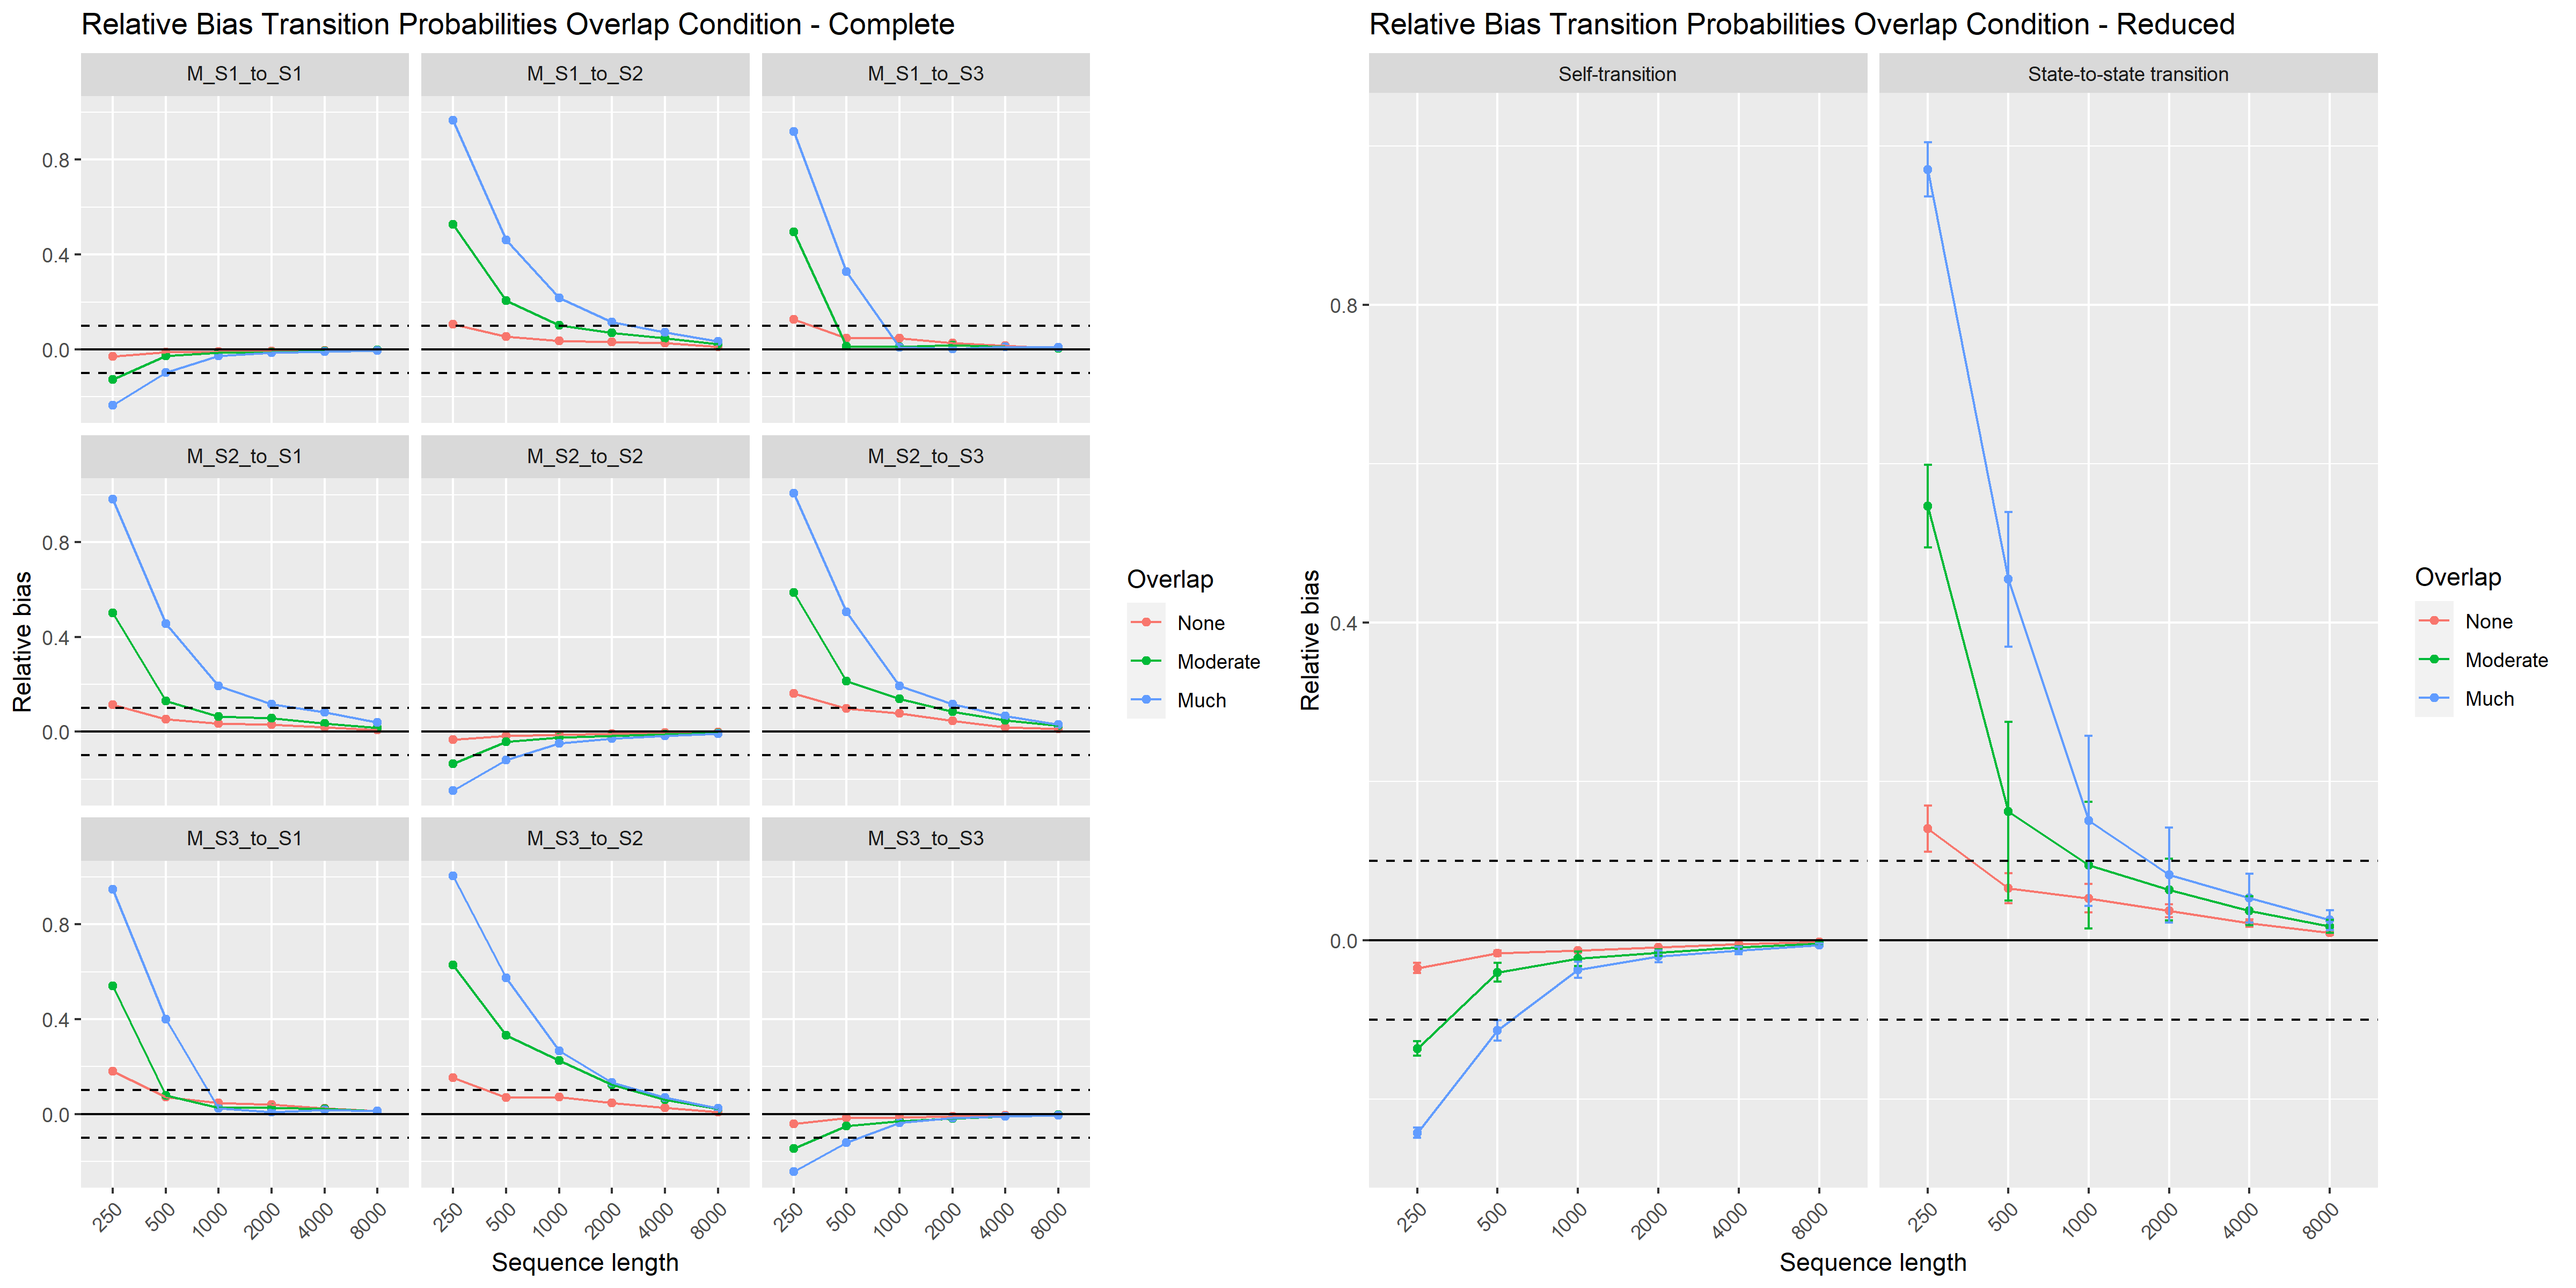 Relative Bias Transition Probabilities Overlap Condition - Complete
M_S1_to_S1
M_S1_to_S2
M_S1_to_S3
0.8
0.4
0.0
M_S2_to_S1
M_S2_to_S2
M_S2_to_S3
0.8
0.4
0.0
M_S3_to_S1
M_S3_to_S2
M_S3_to_S3
0.8
0.4
0.0
Relative bias
250 500 1000 2000 4000 8000
250 500 1000 2000 4000 8000
250 500 1000 2000 4000 8000
Sequence length
Overlap
None
Moderate
Much
Relative Bias Transition Probabilities Overlap Condition - Reduced
Self-transition
State-to-state transition
0.8
0.4
0.0
Relative bias
250 500 1000 2000 4000 8000
250 500 1000 2000 4000 8000
Sequence length
Overlap
None
Moderate
Much